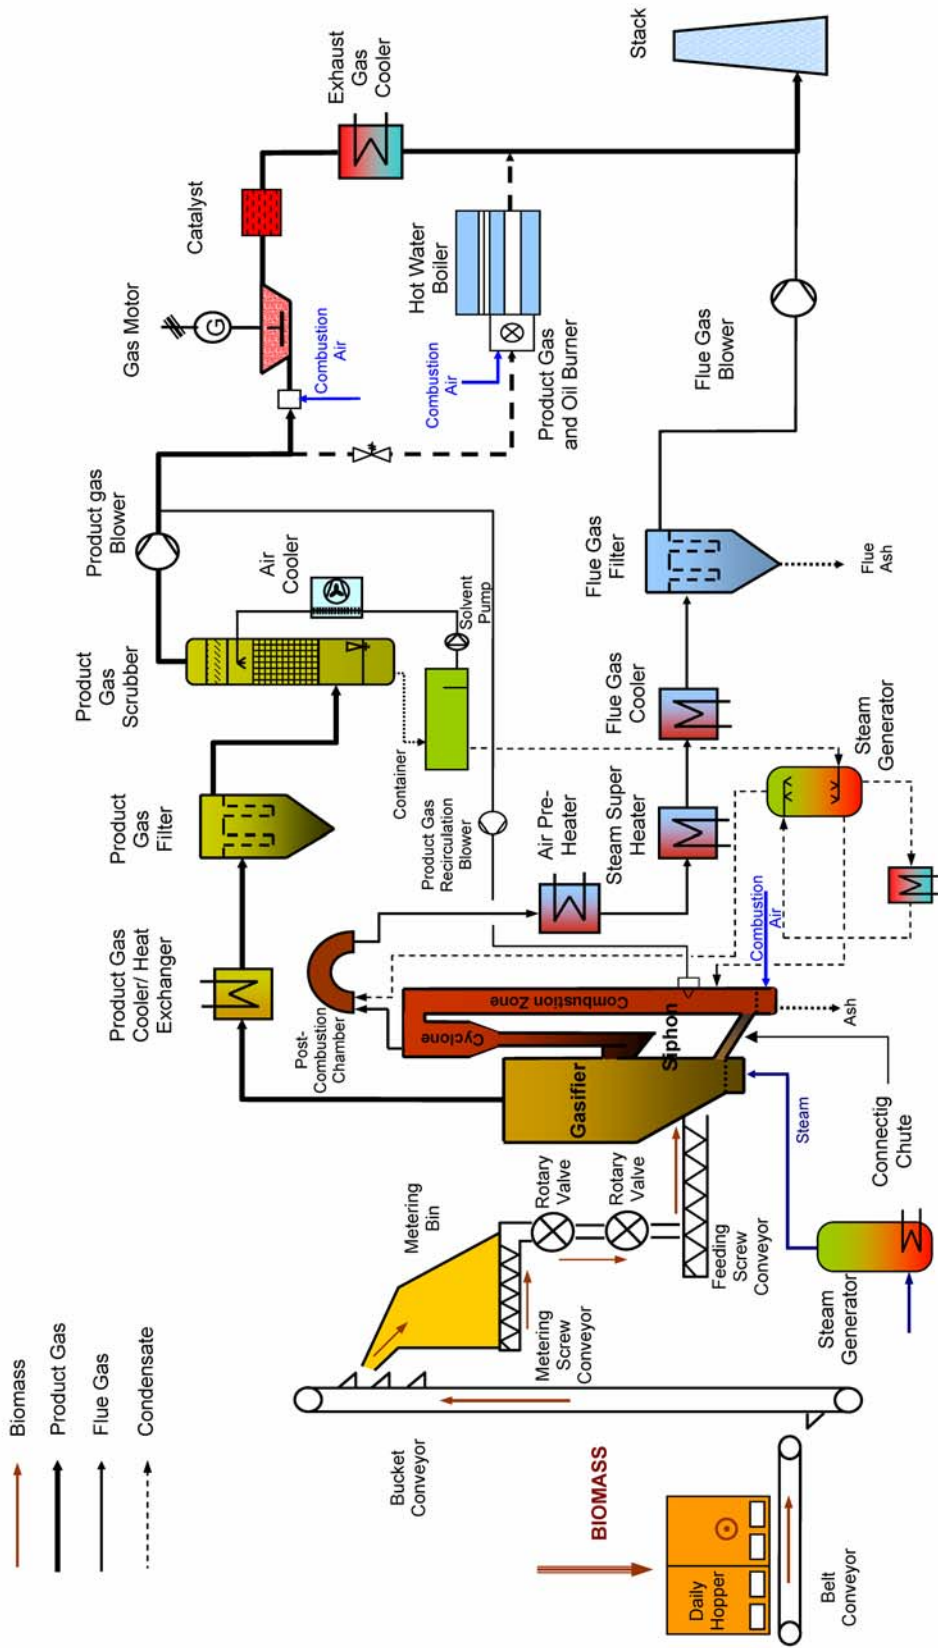 Biomass
Product Gas
Flue Gas
Condensate
BIOMASS
Daily
Hopper
Belt
Conveyor
Bucket
Conveyor
Metering
Bin
Metering
Screw
Conveyor
Rotary
Valve
Rotary
Valve
Feeding
Screw
Conveyor
Steam
Generator
Steam
Connectig
Chute
Gasifier
Siphon
Cyclone
Combustion Zone
Combustion
Air
Ash
Post-
Combustion
Chamber
Product Gas
Cooler/ Heat
Exchanger
Product
Gas
Filter
Product
Gas
Scrubber
Container
Solvent
Pump
Air
Cooler
Product Gas
Recirculation
Blower
Air Pre-
Heater
Steam Super
Heater
Flue Gas
Cooler
Steam
Generator
Flue Gas
Filter
Flue
Ash
Product gas
Blower
Gas Motor
G
Combustion
Air
Catalyst
Exhaust
Gas
Cooler
Hot Water
Boiler
Combustion
Air
Product Gas
and Oil Burner
Flue Gas
Blower
Stack